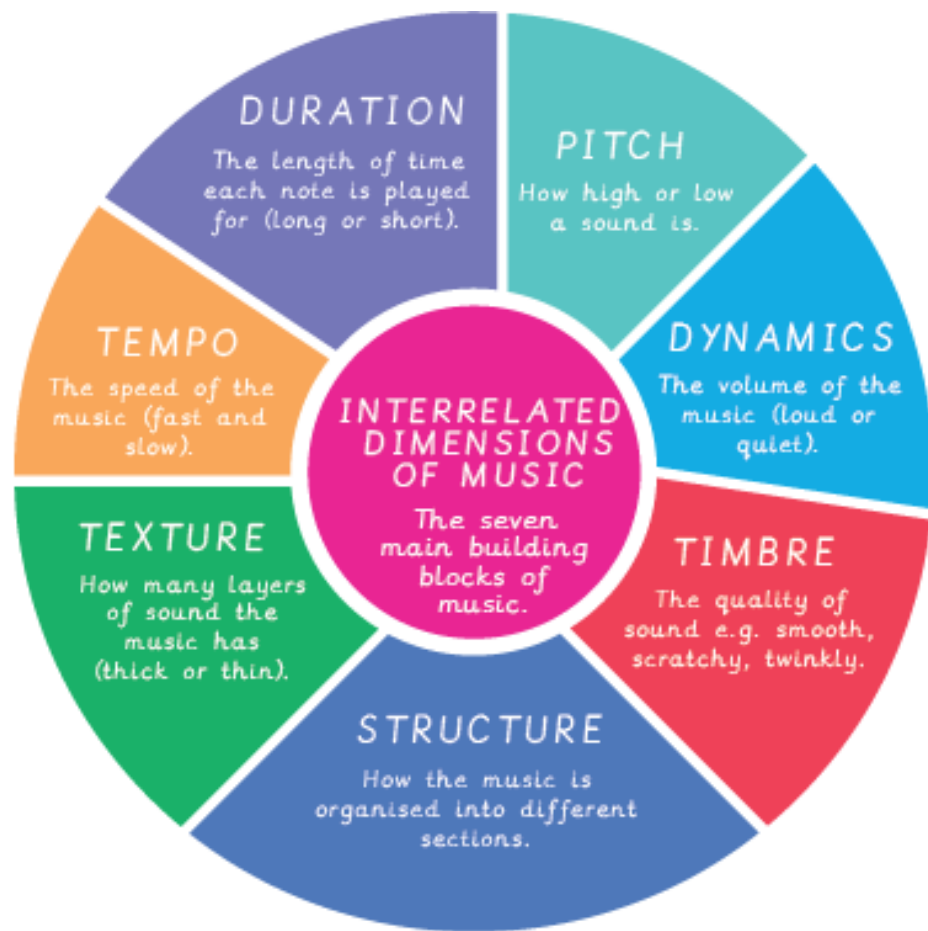 DURATION
The length of time
each note is played
for (long or short).
PITCH
How high or low
a sound is.
DYNAMICS
The volume of the
music (loud or
quiet).
TIMBRE
The quality of
sound e.g. smooth,
scratchy, twinkly.
STRUCTURE
How the music is
organised into different
sections.
TEXTURE
How many layers
of sound the
music has
(thick or thin).
TEMPO
The speed of the
music (fast and
slow).
INTERRELATED
DIMENSIONS
OF MUSIC
The seven
main building
blocks of
music.